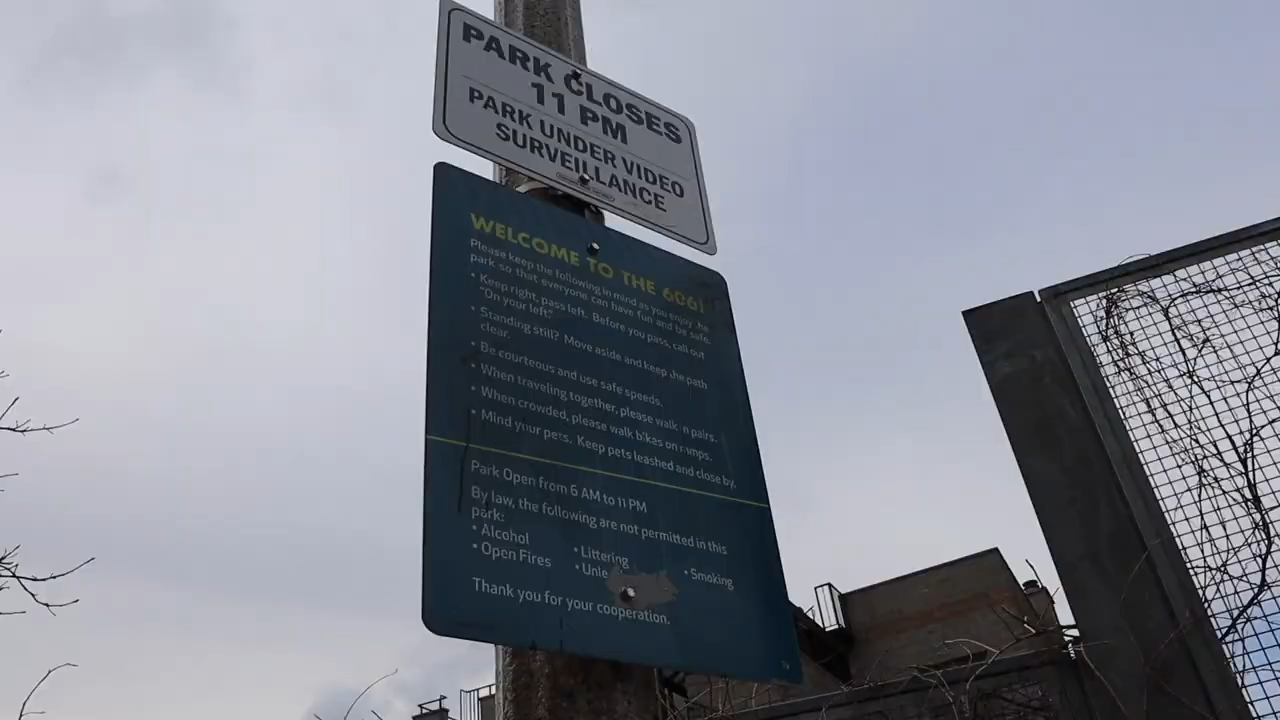 PARK CLOSES
11 PM
PARK UNDER VIDEO
SURVEILLANCE
WELCOME TO THE 606!
Please keep the following in mind as you enjoy the
park so that everyone can have fun and be safe.
• Keep right, pass left. Before you pass, call out
"On your left."
• Standing still? Move aside and keep the path
clear.
• Be courteous and use safe speeds.
• When traveling together, please walk in pairs.
• When crowded, please walk bikes on ramps.
• Mind your pets. Keep pets leashed and close by.
Park Open from 6 AM to 11 PM
By law, the following are not permitted in this
park:
• Alcohol • Littering • Smoking
• Open Fires • Unle
Thank you for your cooperation.